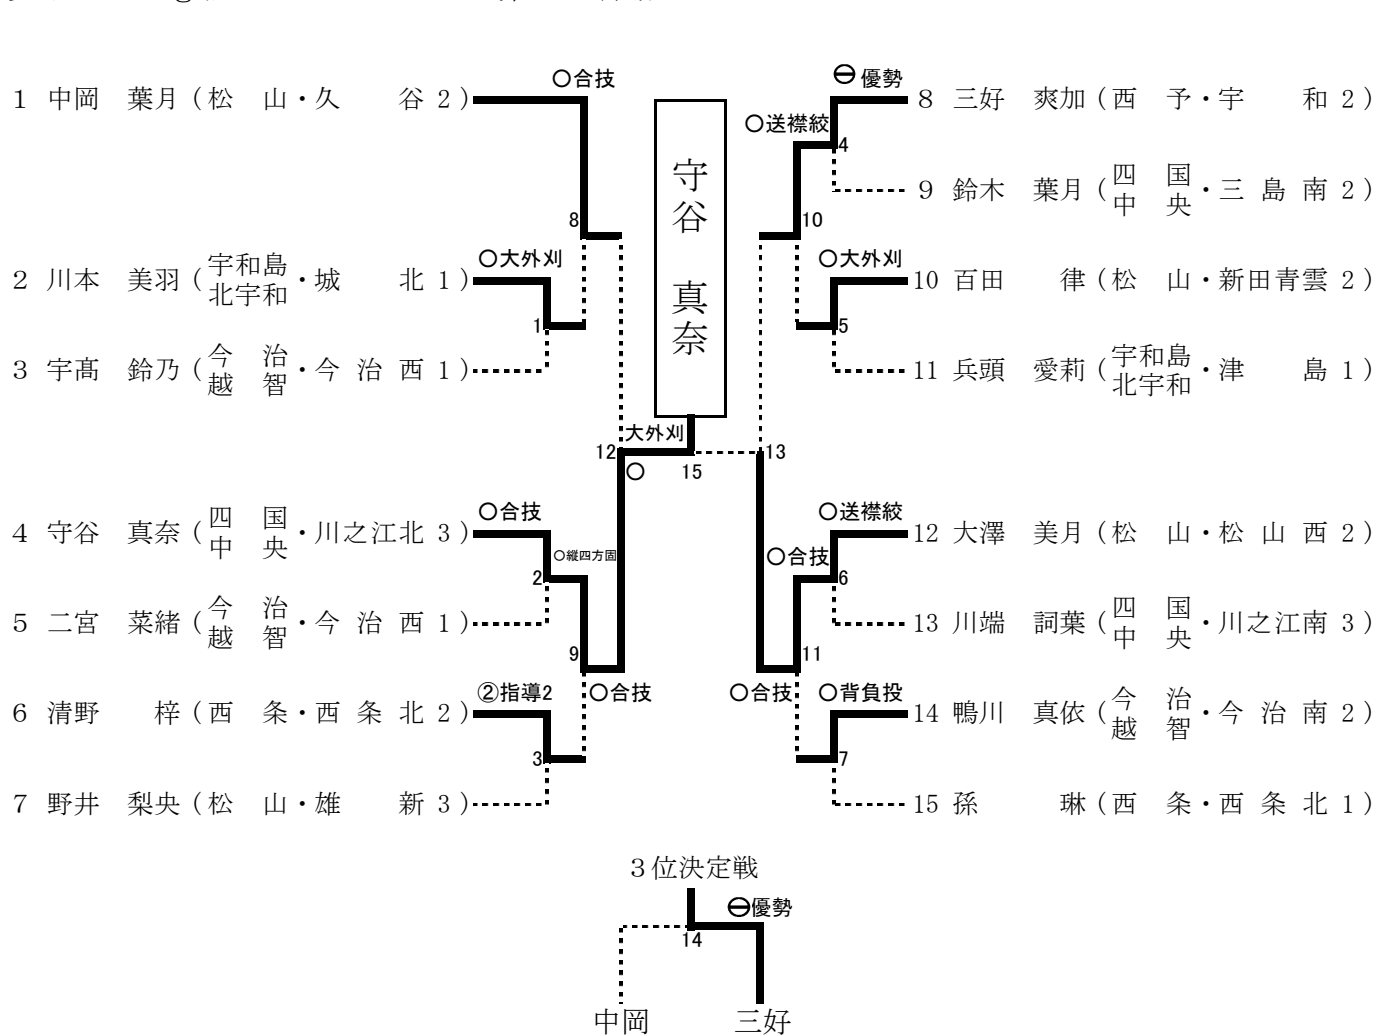 ○合技
1 中岡 葉月(松 山・久 谷 2)
2 川本 美羽(宇和島北宇和・城 北 1)
○大外刈
3 宇髙 鈴乃(今治越智・今 治 西 1)
4 守谷 真奈(四国中央・川之江北 3)
○合技
5 二宮 菜緒(今治越智・今 治 西 1)
6 清野 梓(西 条・西 条 北 2)
②指導2
7 野井 梨央(松 山・雄 新 3)
8
1
2
○縦四方固
9
3
○合技
12
守谷 真奈
大外刈
○
15
13
⊖優勢
8 三好 爽加(西 予・宇 和 2)
○送襟絞
4
9 鈴木 葉月(四国中央・三 島 南 2)
10
○大外刈
10 百田 律(松 山・新田青雲 2)
5
11 兵頭 愛莉(宇和島北宇和・津 島 1)
○送襟絞
12 大澤 美月(松 山・松 山 西 2)
○合技
6
13 川端 詞葉(四国中央・川之江南 3)
11
○合技
○背負投
14 鴨川 真依(今治越智・今 治 南 2)
7
15 孫 琳(西 条・西 条 北 1)
3位決定戦
⊖優勢
14
中岡
三好